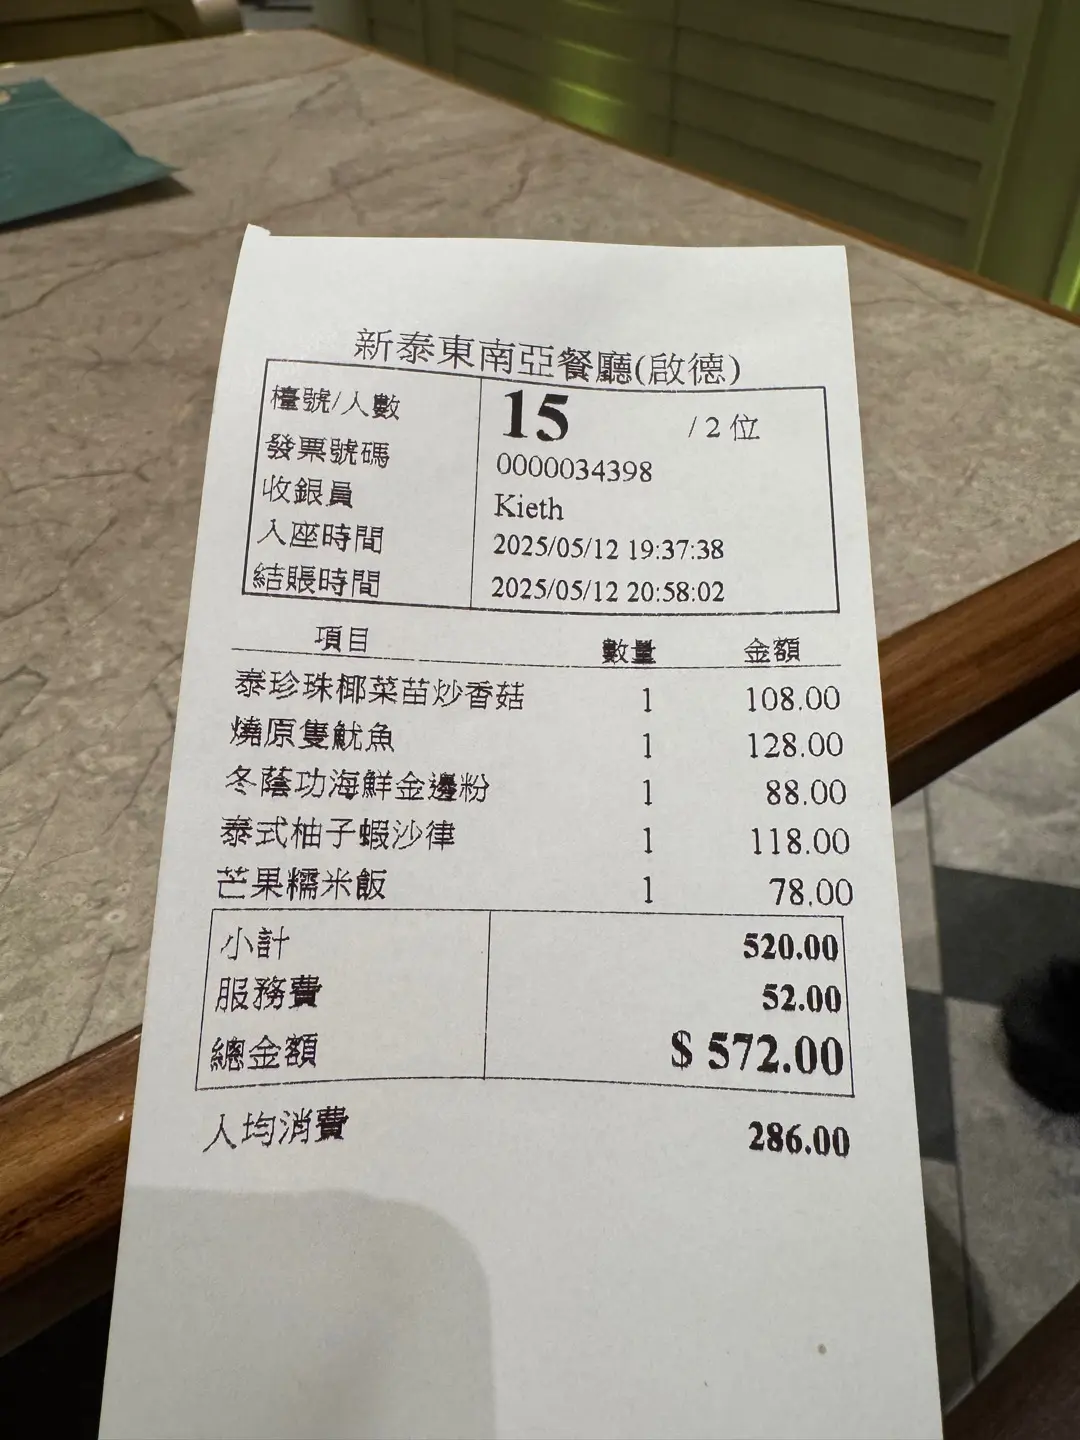 新泰東南亞餐廳(啟德)
檯號/人數 15 / 2 位
發票號碼 0000034398
收銀員 Kieth
入座時間 2025/05/12 19:37:38
結賬時間 2025/05/12 20:58:02
項目 數量 金額
泰珍珠椰菜苗炒香菇 1 108.00
燒原隻魷魚 1 128.00
冬蔭功海鮮金邊粉 1 88.00
泰式柚子蝦沙律 1 118.00
芒果糯米飯 1 78.00
小計 520.00
服務費 52.00
總金額 $ 572.00
人均消費 286.00